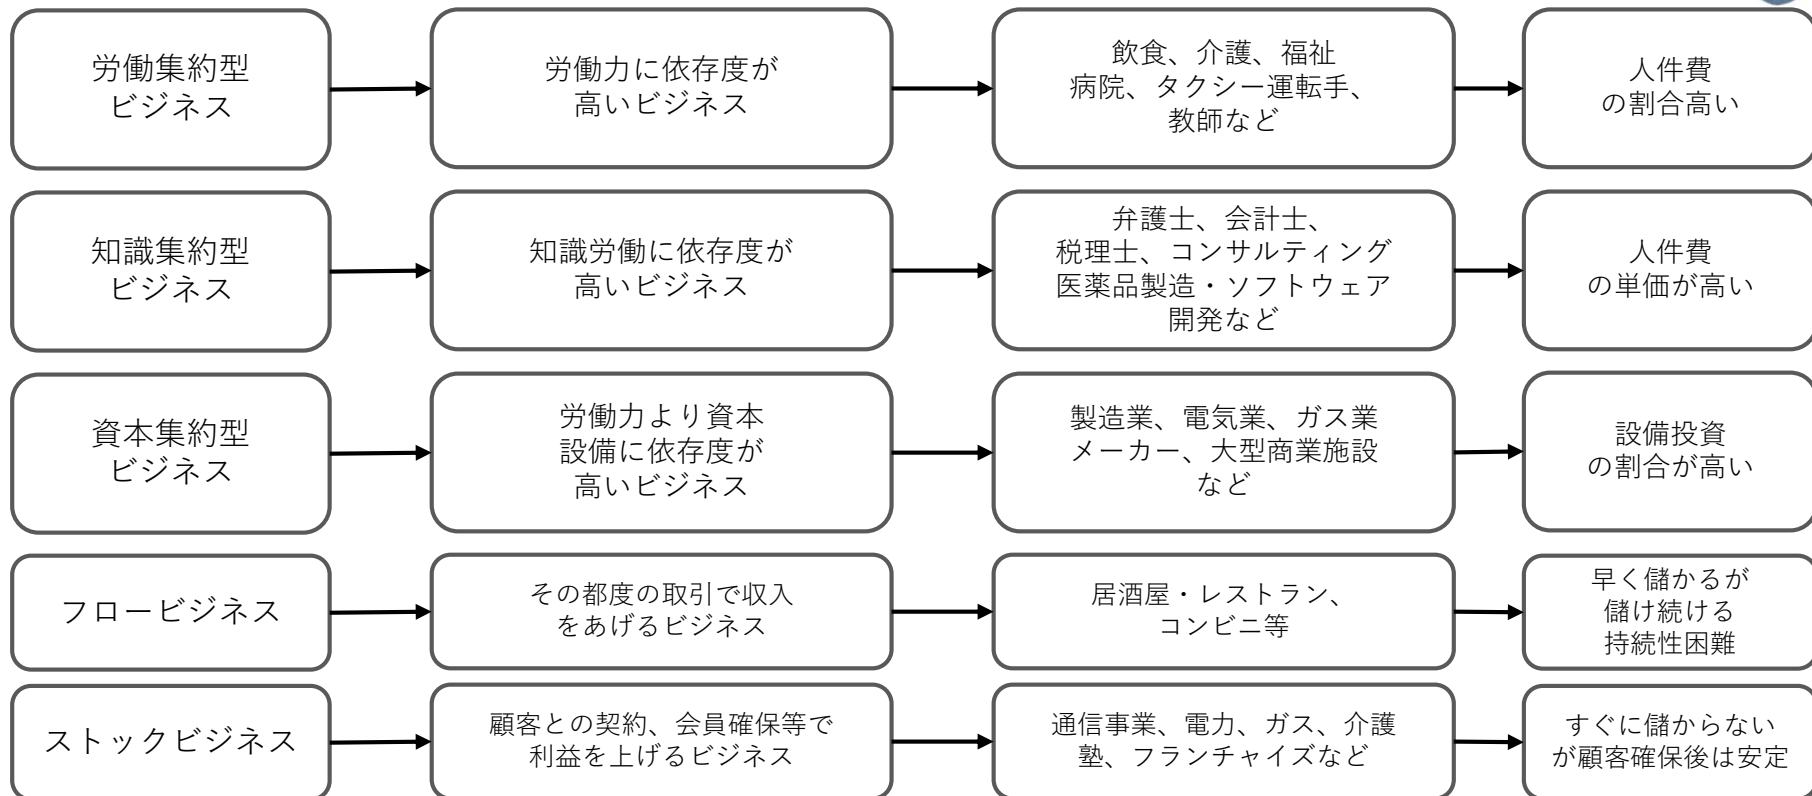 労働集約型
ビジネス
労働力に依存度が
高いビジネス
飲食、介護、福祉
病院、タクシー運転手、
教師など
人件費
の割合高い
知識集約型
ビジネス
知識労働に依存度が
高いビジネス
弁護士、会計士、
税理士、コンサルティング
医薬品製造・ソフトウェア
開発など
人件費
の単価が高い
資本集約型
ビジネス
労働力より資本
設備に依存度が
高いビジネス
製造業、電気業、ガス業
メーカー、大型商業施設
など
設備投資
の割合が高い
フロービジネス
その都度の取引で収入
をあげるビジネス
居酒屋・レストラン、
コンビニ等
早く儲かるが
儲け続ける
持続性困難
ストックビジネス
顧客との契約、会員確保等で
利益を上げるビジネス
通信事業、電力、ガス、介護
塾、フランチャイズなど
すぐに儲からない
が顧客確保後は安定